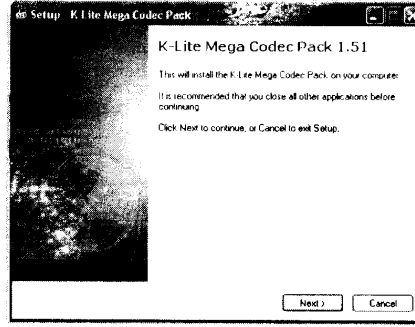 Setup K-Lite Mega Codec Pack
K-Lite Mega Codec Pack 1.51
This will install the K-Lite Mega Codec Pack on your computer
It is recommended that you close all other applications before
continuing
Click Next to continue, or Cancel to exit Setup.
Next >
Cancel